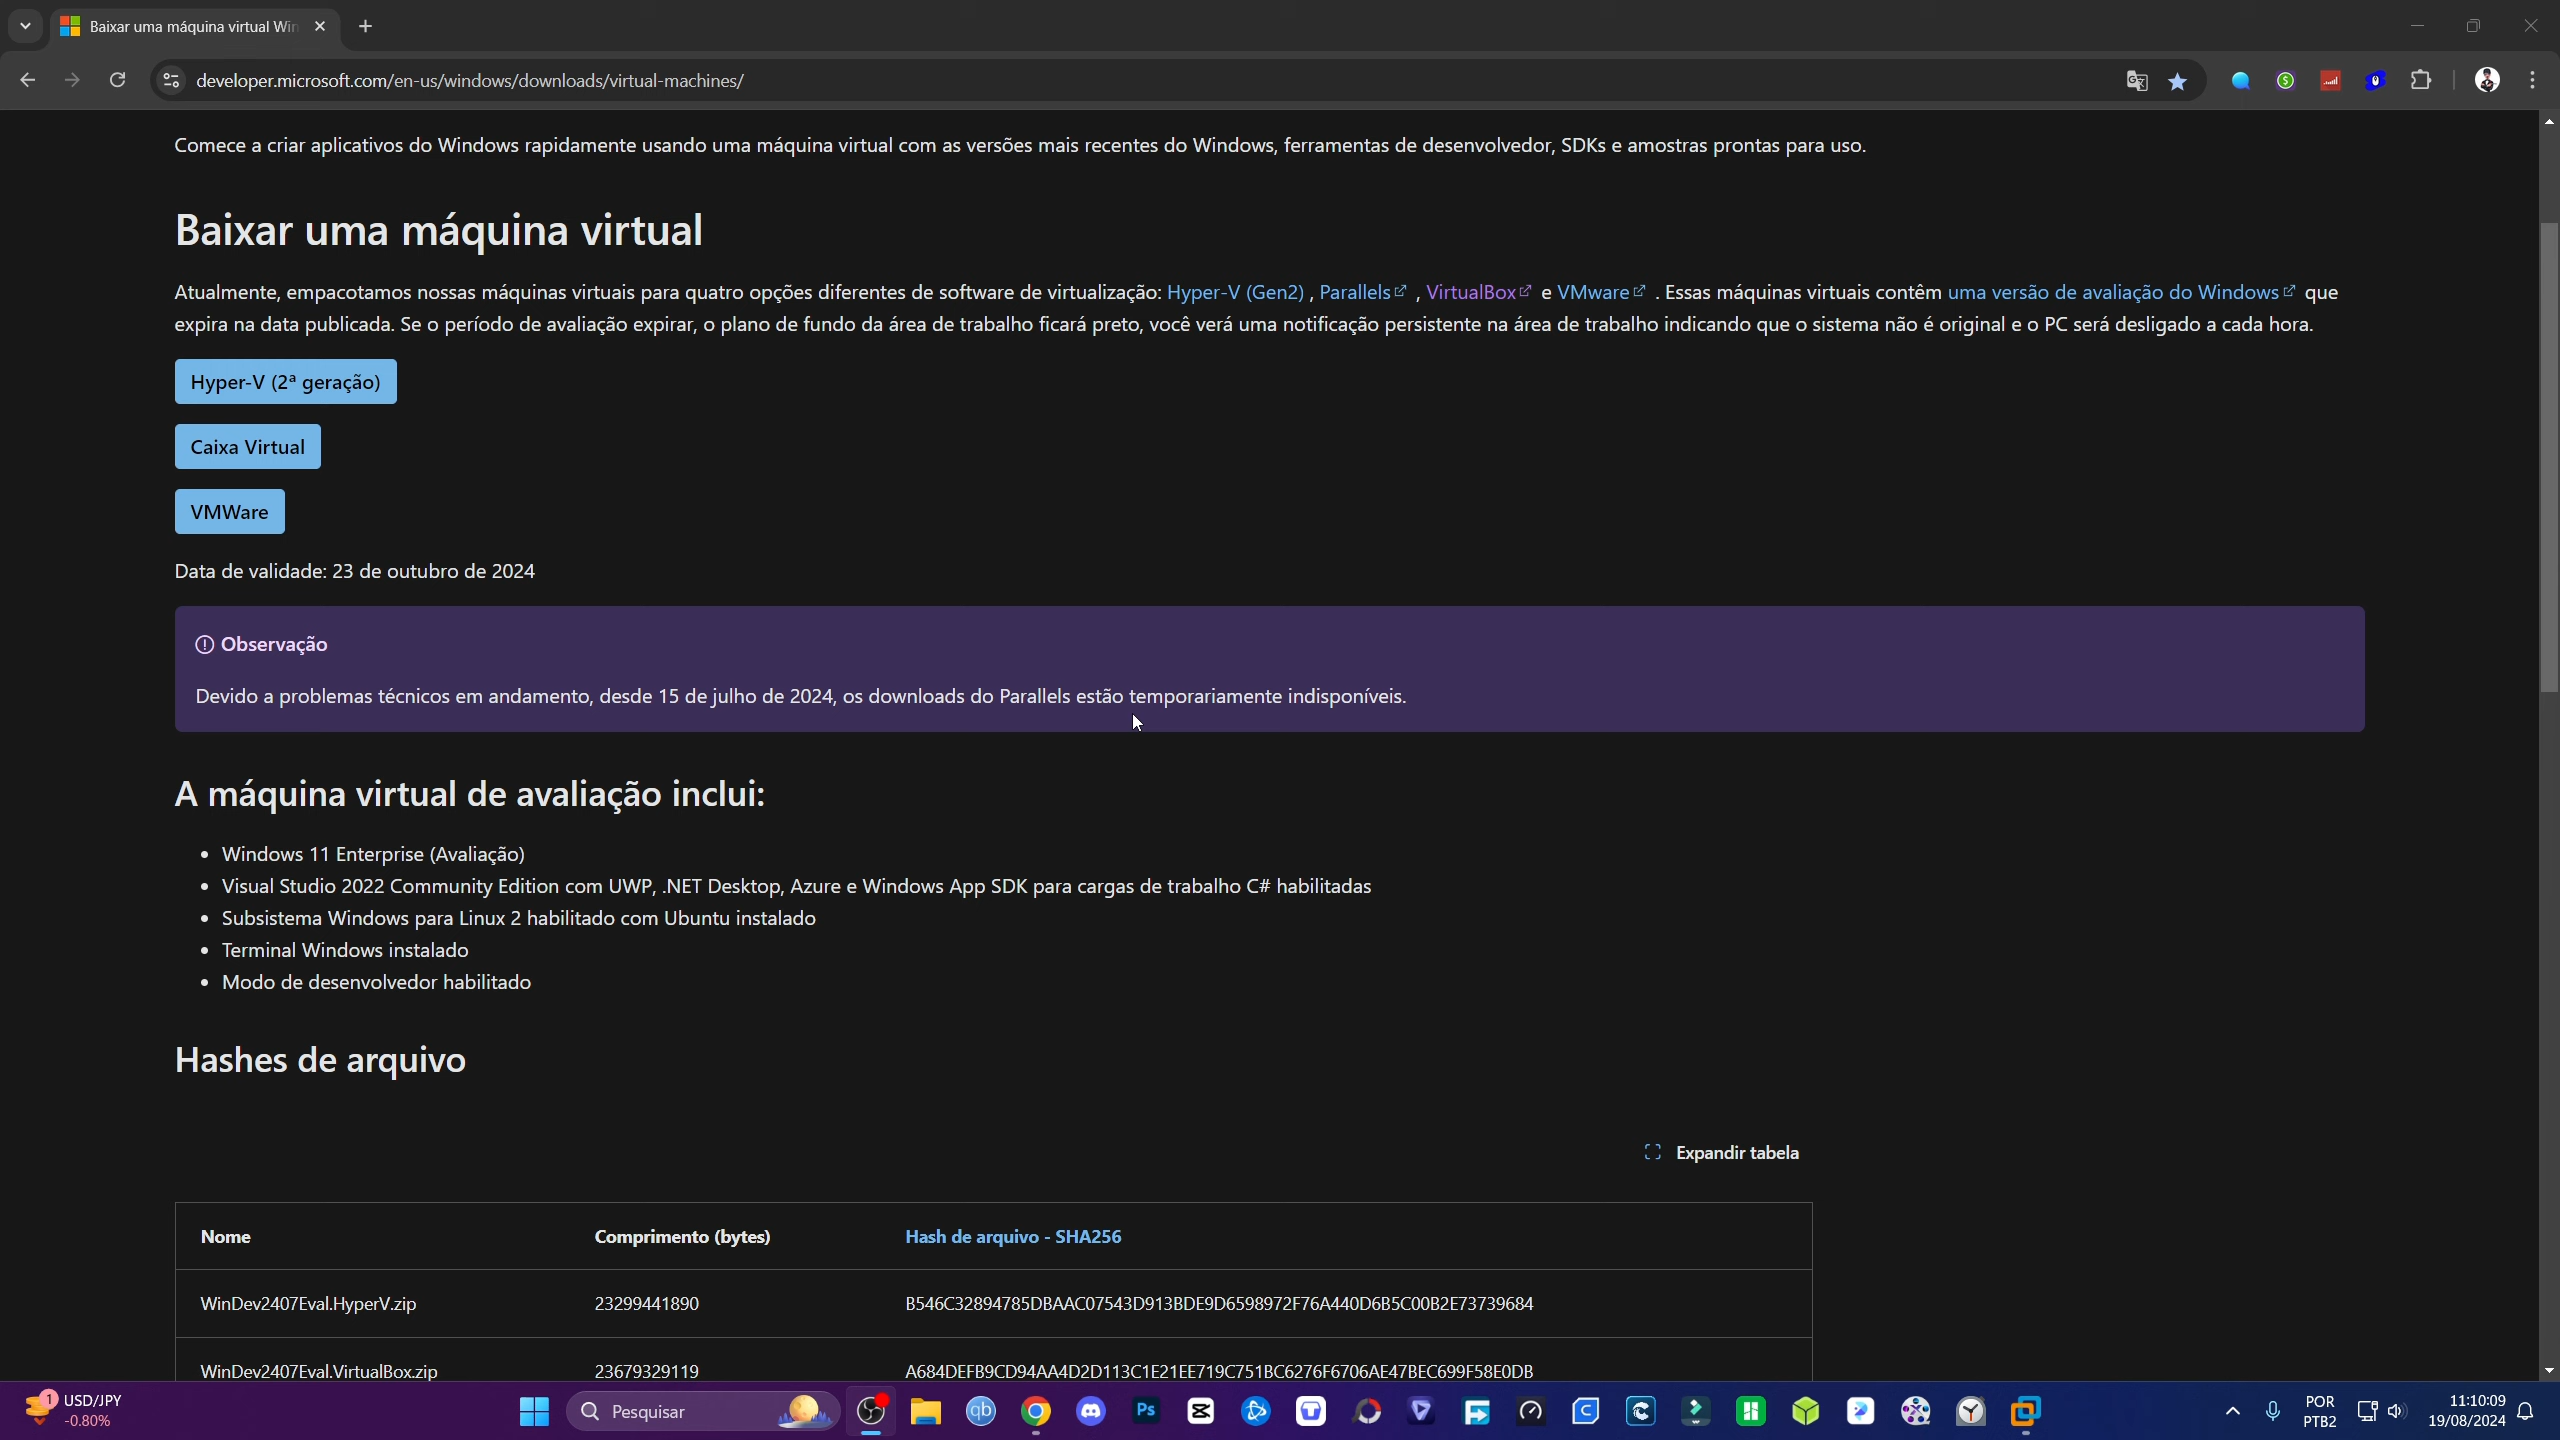 Baixar uma máquina virtual Win
developer.microsoft.com/en-us/windows/downloads/virtual-machines/
Comece a criar aplicativos do Windows rapidamente usando uma máquina virtual com as versões mais recentes do Windows, ferramentas de desenvolvedor, SDKs e amostras prontas para uso.
Baixar uma máquina virtual
Atualmente, empacotamos nossas máquinas virtuais para quatro opções diferentes de software de virtualização: Hyper-V (Gen2) , Parallels , VirtualBox e VMware . Essas máquinas virtuais contêm uma versão de avaliação do Windows que
expira na data publicada. Se o período de avaliação expirar, o plano de fundo da área de trabalho ficará preto, você verá uma notificação persistente na área de trabalho indicando que o sistema não é original e o PC será desligado a cada hora.
Hyper-V (2ª geração)
Caixa Virtual
VMWare
Data de validade: 23 de outubro de 2024
Observação
Devido a problemas técnicos em andamento, desde 15 de julho de 2024, os downloads do Parallels estão temporariamente indisponíveis.
A máquina virtual de avaliação inclui:
• Windows 11 Enterprise (Avaliação)
• Visual Studio 2022 Community Edition com UWP, .NET Desktop, Azure e Windows App SDK para cargas de trabalho C# habilitadas
• Subsistema Windows para Linux 2 habilitado com Ubuntu instalado
• Terminal Windows instalado
• Modo de desenvolvedor habilitado
Hashes de arquivo
Expandir tabela
Nome Comprimento (bytes) Hash de arquivo - SHA256
WinDev2407Eval.HyperV.zip 23299441890 B546C32894785DBAAC07543D913BDE9D6598972F76A440D6B5C00B2E73739684
WinDev2407Eval.VirtualBox.zip 23679329119 A684DEFB9CD94AA4D2D113C1E21EE719C751BC6276F6706AE47BEC699F58E0DB
1 USD/JPY
-0.80%
Pesquisar
qb
Ps
POR
PTB2
11:10:09
19/08/2024